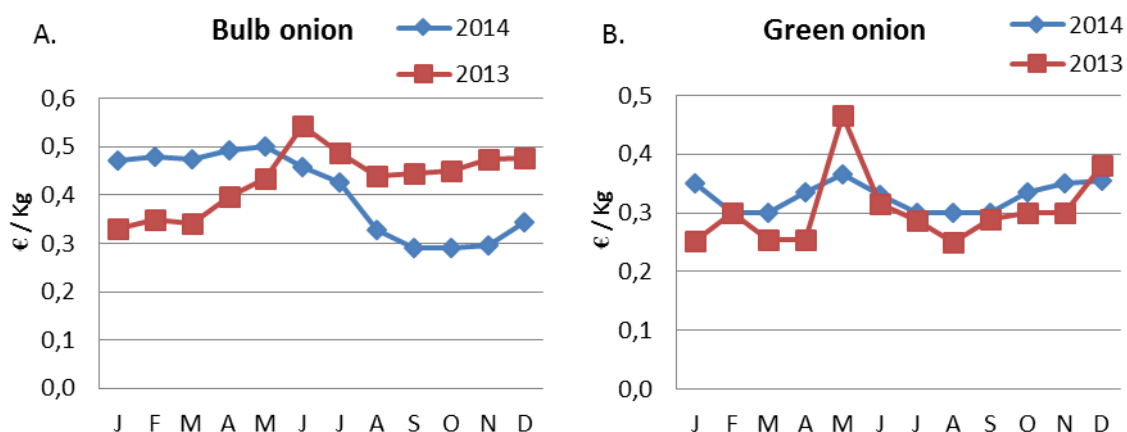 A.
Bulb onion
2014
2013
€ / Kg
0,6
0,5
0,4
0,3
0,2
0,1
0,0
J F M A M J J A S O N D
B.
Green onion
2014
2013
€ / Kg
0,5
0,4
0,3
0,2
0,1
0,0
J F M A M J J A S O N D